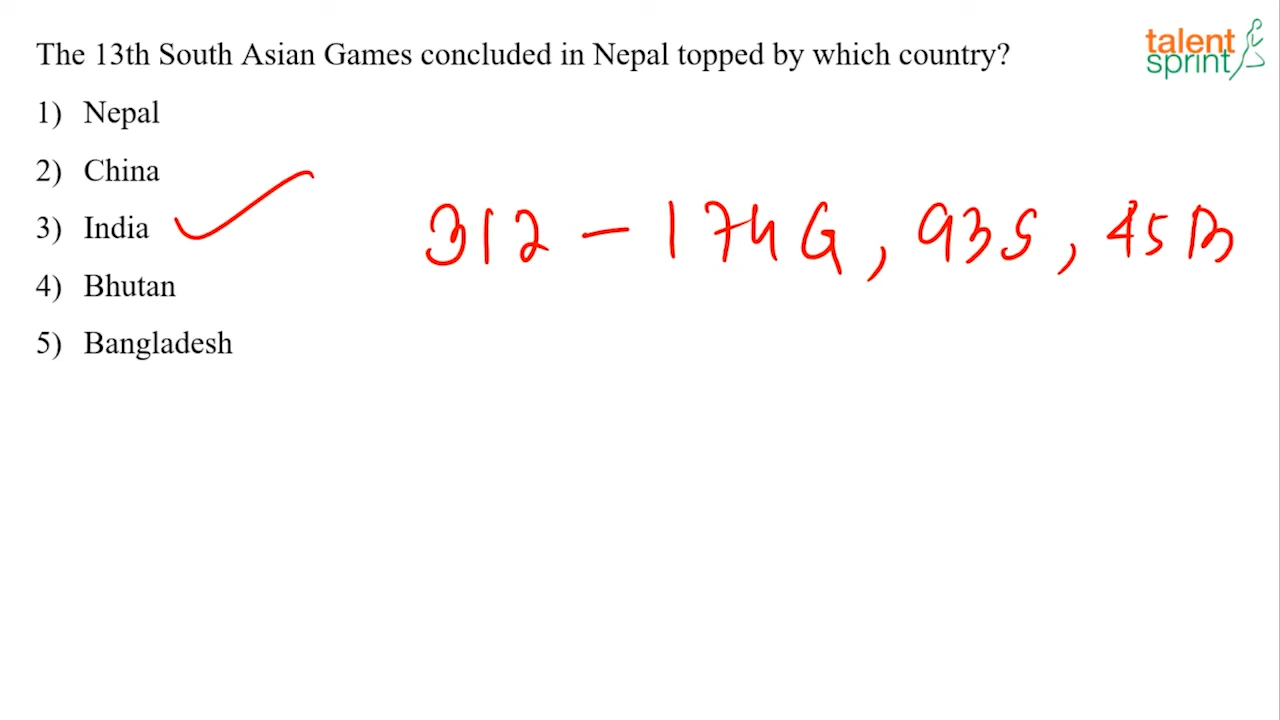 The 13th South Asian Games concluded in Nepal topped by which country?
talent
sprint
1) Nepal
2) China
3) India
312 - 174G, 93S, 45B
4) Bhutan
5) Bangladesh